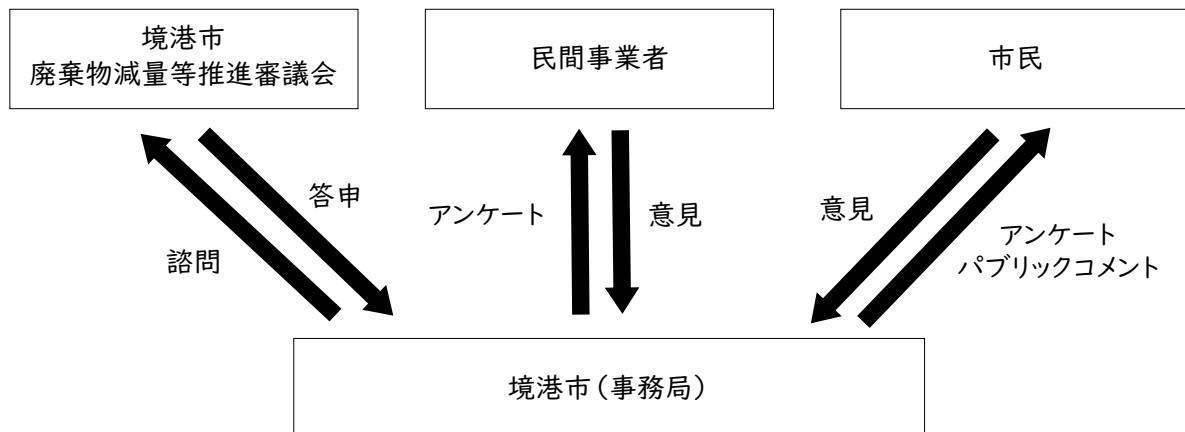 境港市
廃棄物減量等推進審議会
民間事業者
市民
答申
諮問
アンケート
意見
意見
アンケート
パブリックコメント
境港市（事務局）